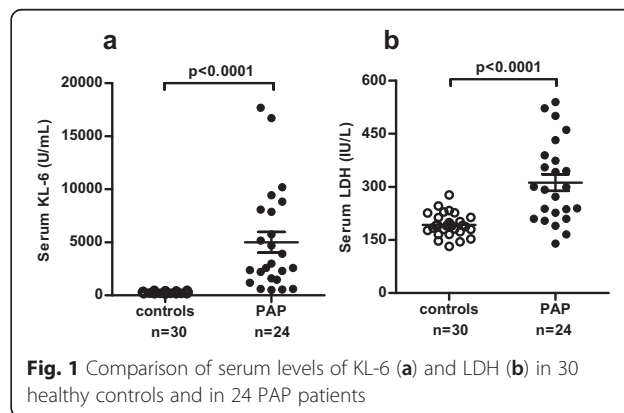 a
p<0.0001
20000
15000
10000
5000
0
Serum KL-6 (U/mL)
controls
n=30
PAP
n=24
b
p<0.0001
600
450
300
150
0
Serum LDH (IU/L)
controls
n=30
PAP
n=24
Fig. 1 Comparison of serum levels of KL-6 (a) and LDH (b) in 30
healthy controls and in 24 PAP patients